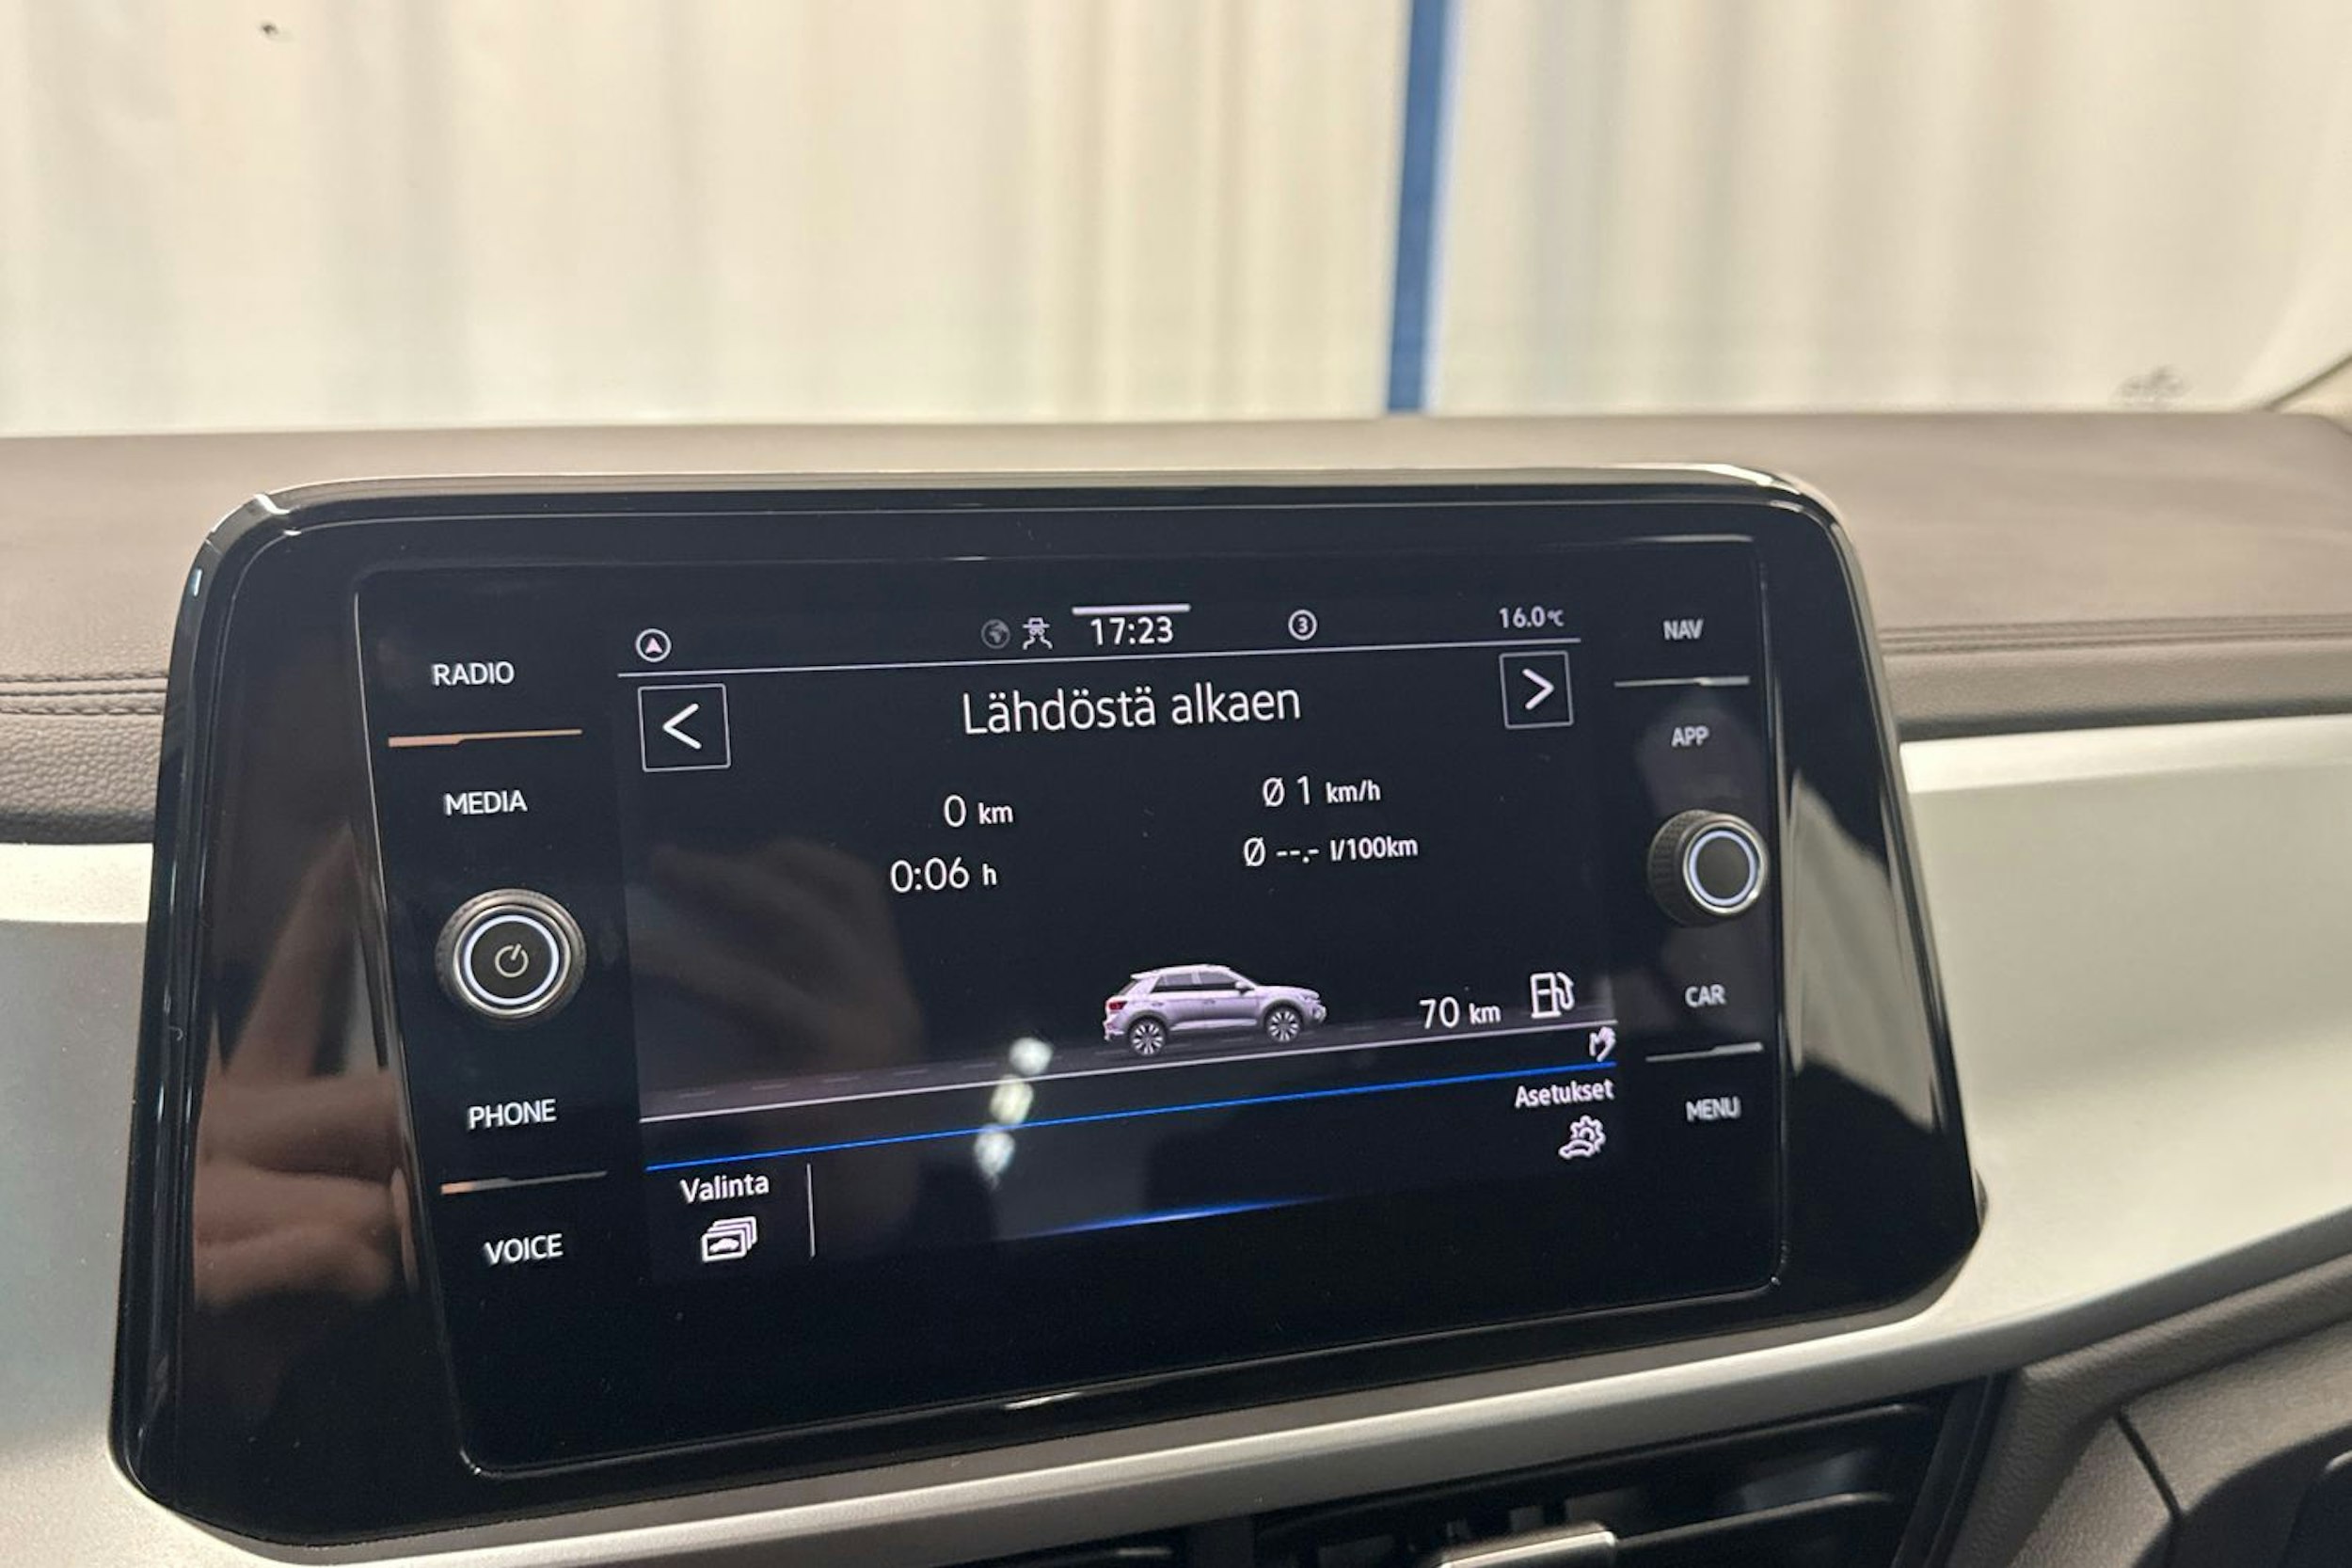 RADIO
MEDIA
PHONE
VOICE
17:23
3
16.0°C
Lähdöstä alkaen
0 km
0:06 h
Ø 1 km/h
Ø --.- l/100km
70 km
Asetukset
Valinta
NAV
APP
CAR
MENU